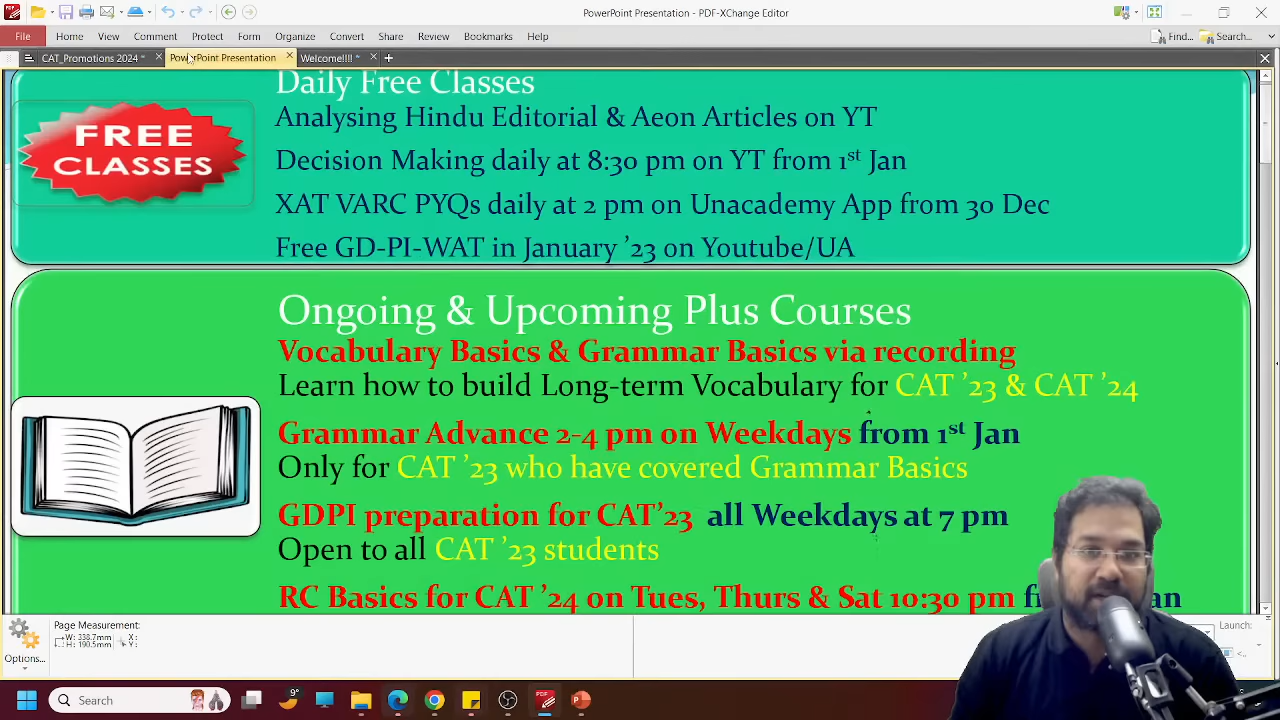 PowerPoint Presentation - PDF-XChange Editor
File Home View Comment Protect Form Organize Convert Share Review Bookmarks Help
Find... Search...
CAT_Promotions 2024 * PowerPoint Presentation Welcome!!!! *
Daily Free Classes
FREE
CLASSES
Analysing Hindu Editorial & Aeon Articles on YT
Decision Making daily at 8:30 pm on YT from 1st Jan
XAT VARC PYQs daily at 2 pm on Unacademy App from 30 Dec
Free GD-PI-WAT in January ’23 on Youtube/UA
Ongoing & Upcoming Plus Courses
Vocabulary Basics & Grammar Basics via recording
Learn how to build Long-term Vocabulary for CAT ’23 & CAT ’24
Grammar Advance 2-4 pm on Weekdays from 1st Jan
Only for CAT ’23 who have covered Grammar Basics
GDPI preparation for CAT’23 all Weekdays at 7 pm
Open to all CAT ’23 students
RC Basics for CAT ’24 on Tues, Thurs & Sat 10:30 pm
Page Measurement:
W: 338.7mm X:
H: 190.5mm Y:
Options...
Launch:
Search
9°